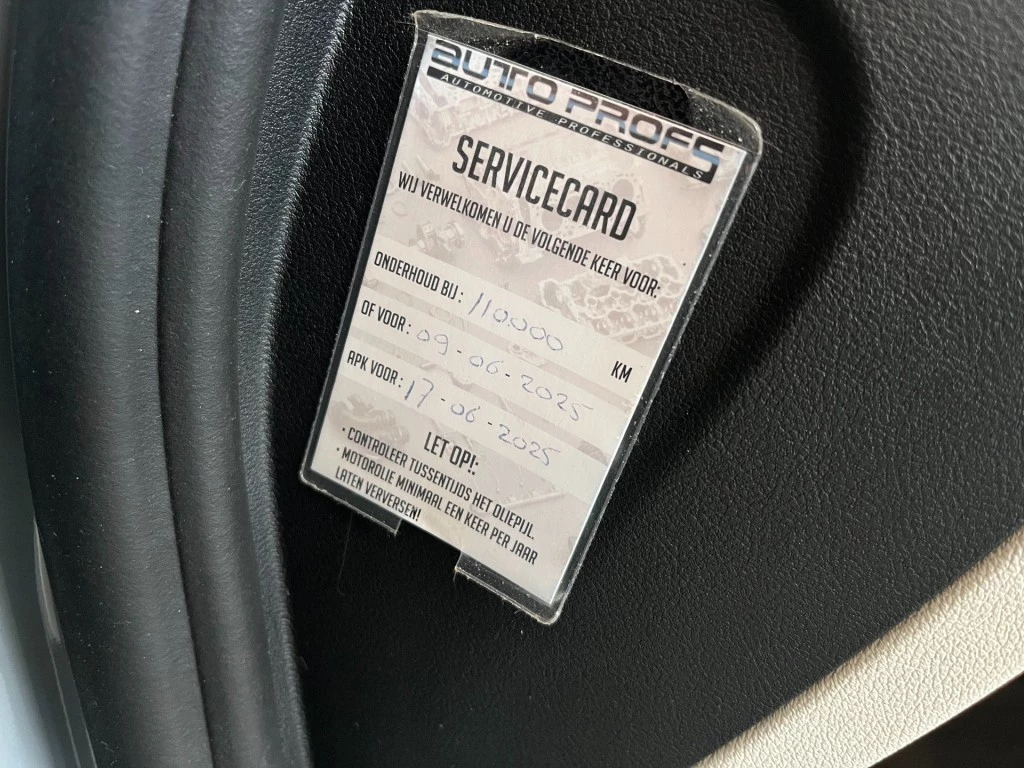 AUTO PROFS
AUTOMOTIVE PROFESSIONALS
SERVICECARD
WIJ VERWELKOMEN U DE VOLGENDE KEER VOOR:
ONDERHOUD BIJ: 110.000 KM
OF VOOR: 09-06-2025
APK VOOR: 17-06-2025
LET OP!:
• CONTROLEER TUSSENTIJDS HET OLIEPIJL.
• MOTOROLIE MINIMAAL EEN KEER PER JAAR
LATEN VERVERSEN!